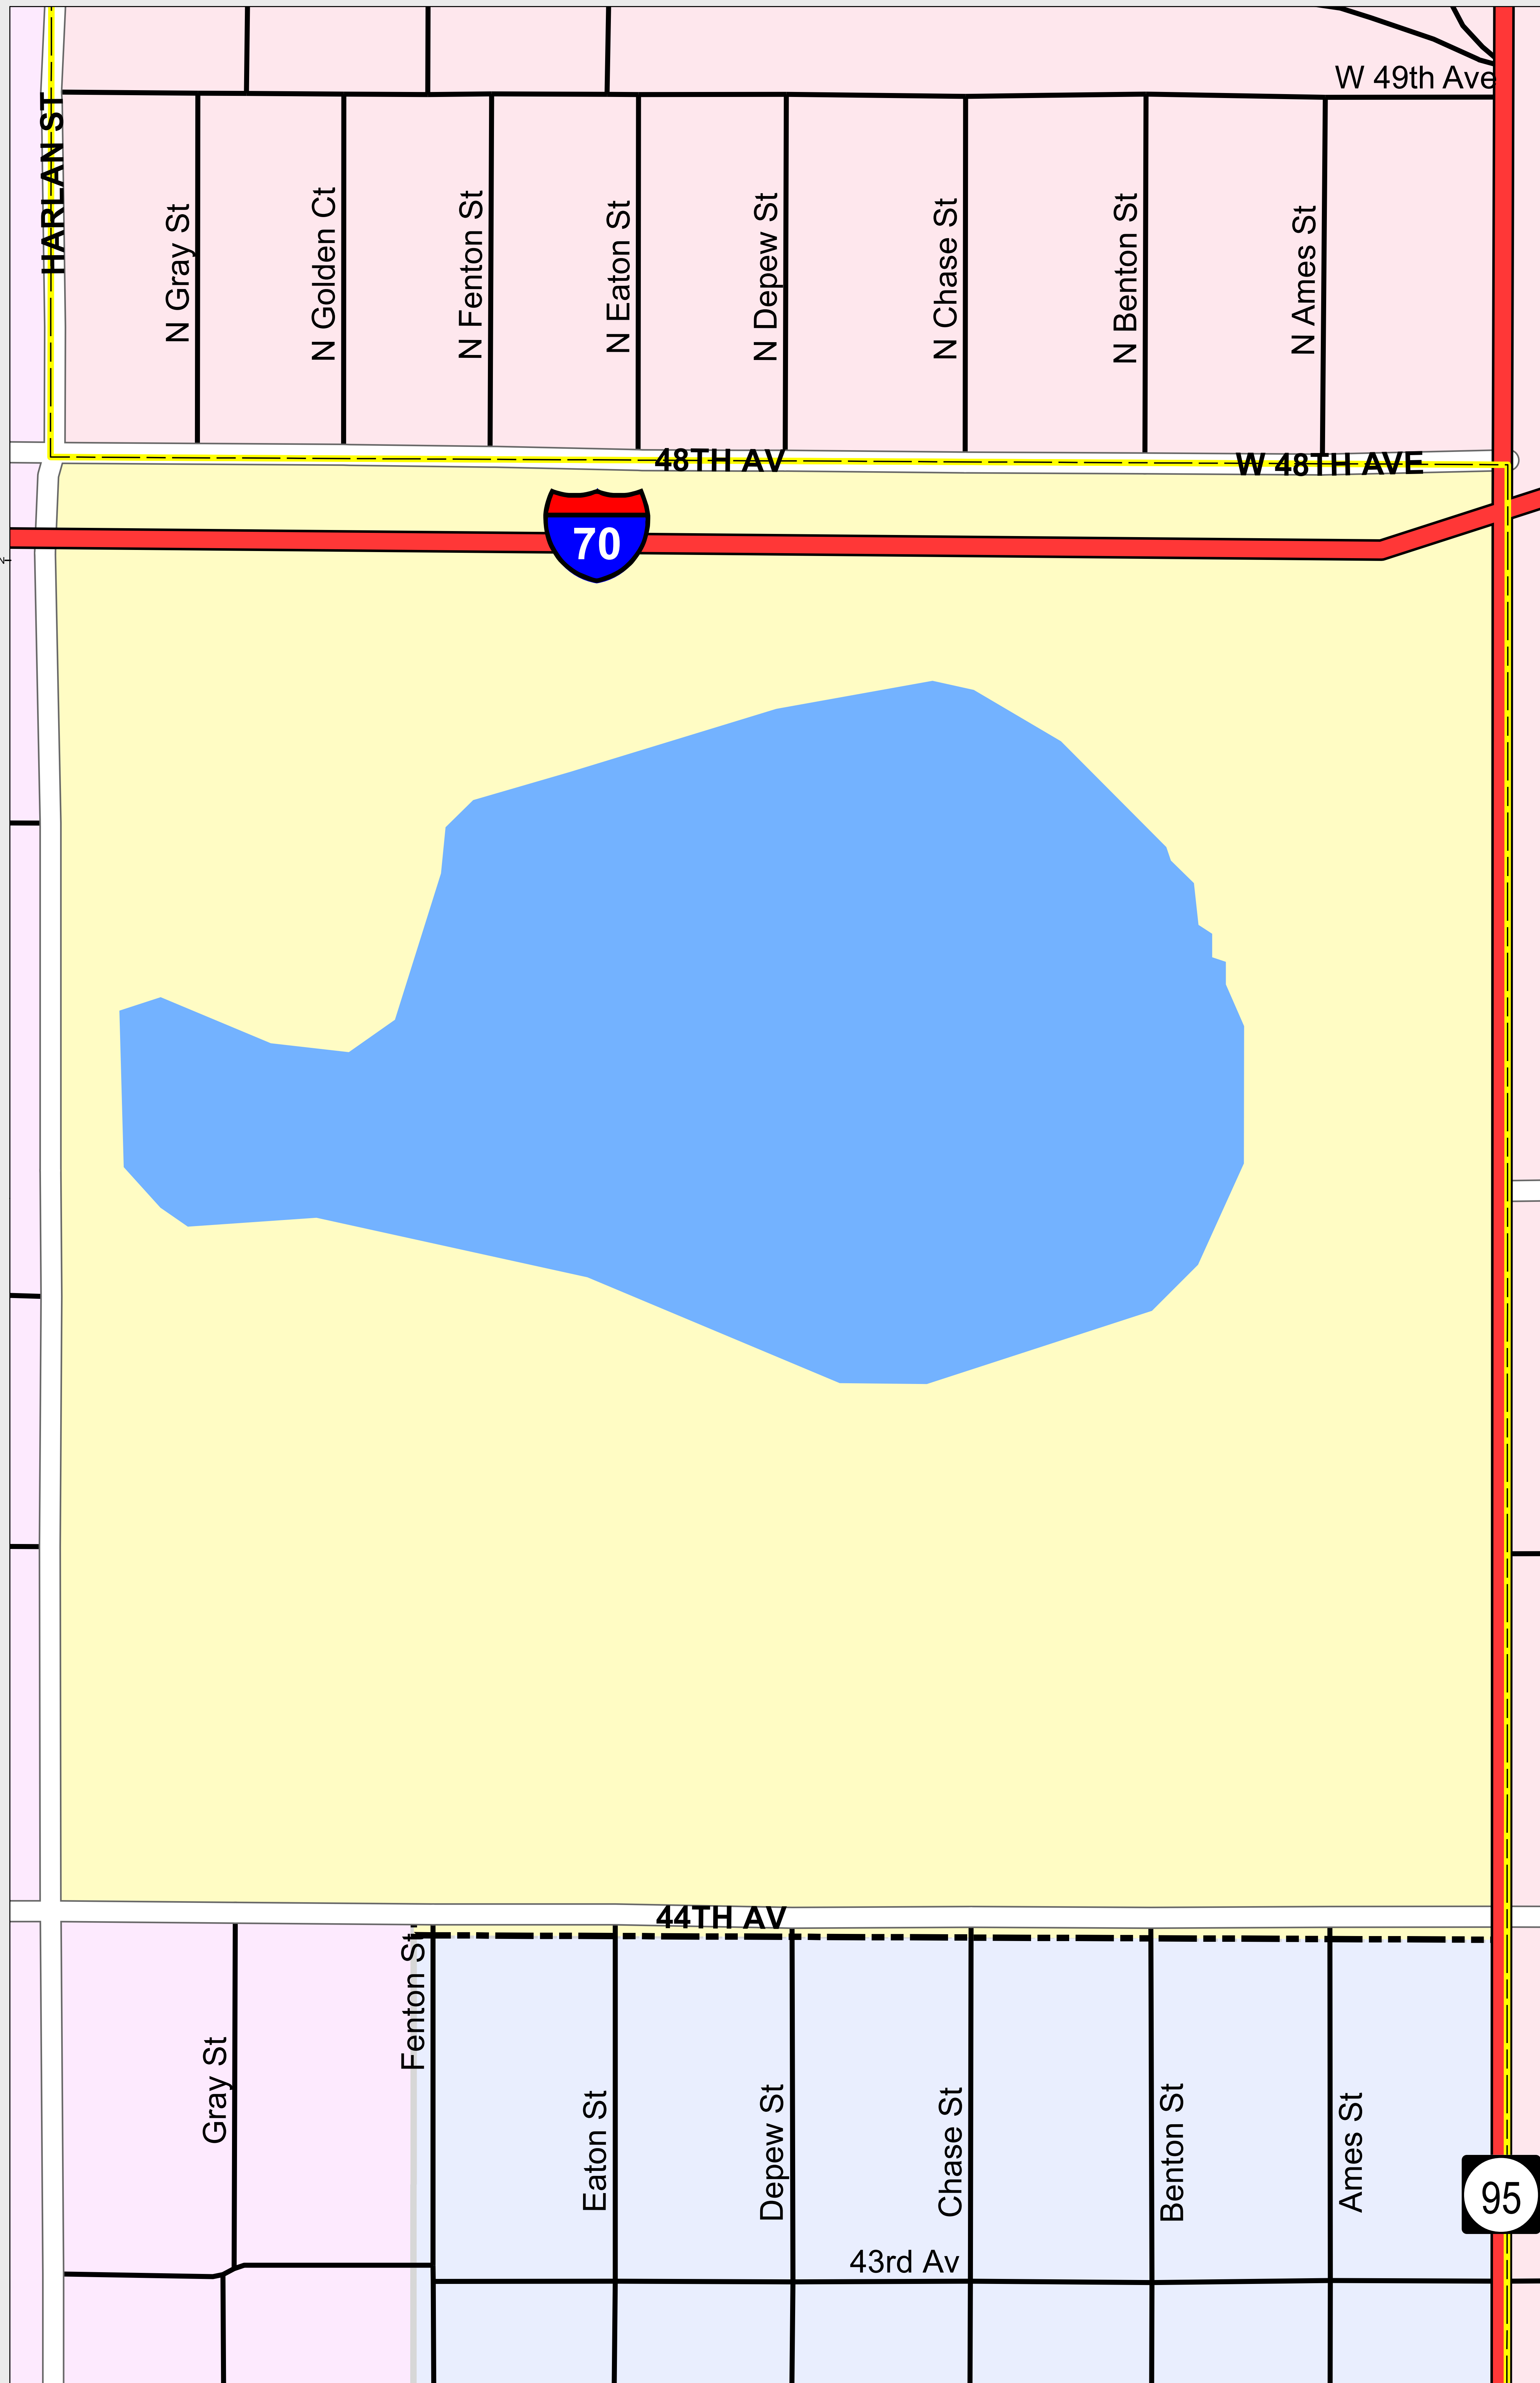 W 49th Ave
HARLAN ST
N Gray St
N Golden Ct
N Fenton St
N Eaton St
N Depew St
N Chase St
N Benton St
N Ames St
48TH AV
W 48TH AVE
70
44TH AV
Fenton St
Gray St
Eaton St
Depew St
Chase St
Benton St
Ames St
95
43rd Av